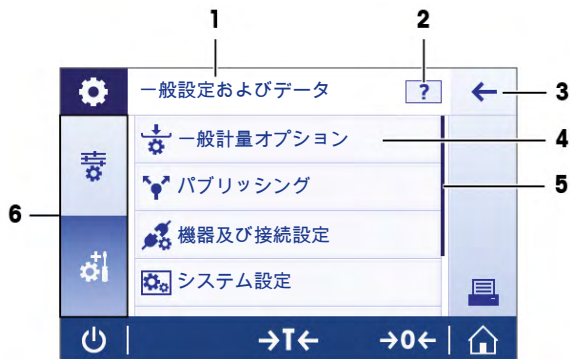 1
2
一般設定およびデータ
?
3
一般計量オプション
4
パブリッシング
5
6
機器及び接続設定
システム設定
→T←
→0←